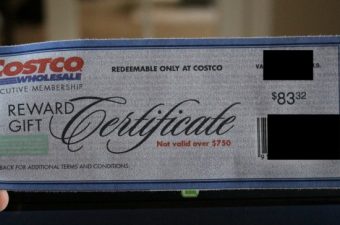 COSTCO
WHOLESALE
ECUTIVE MEMBERSHIP
REWARD
GIFT
Certificate
Not valid over $750
REDEEMABLE ONLY AT COSTCO
$83.32
BACK FOR ADDITIONAL TERMS AND CONDITIONS.